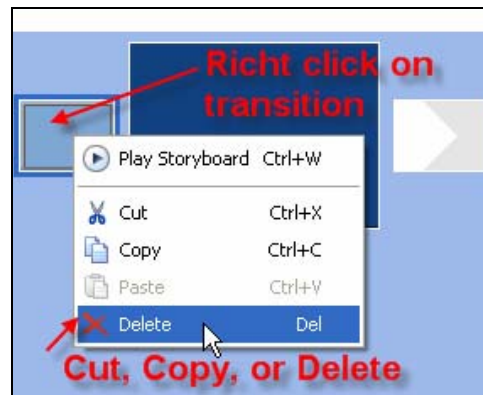 Richt click on
transition
Play Storyboard Ctrl+W
Cut Ctrl+X
Copy Ctrl+C
Paste Ctrl+V
Delete Del
Cut, Copy, or Delete